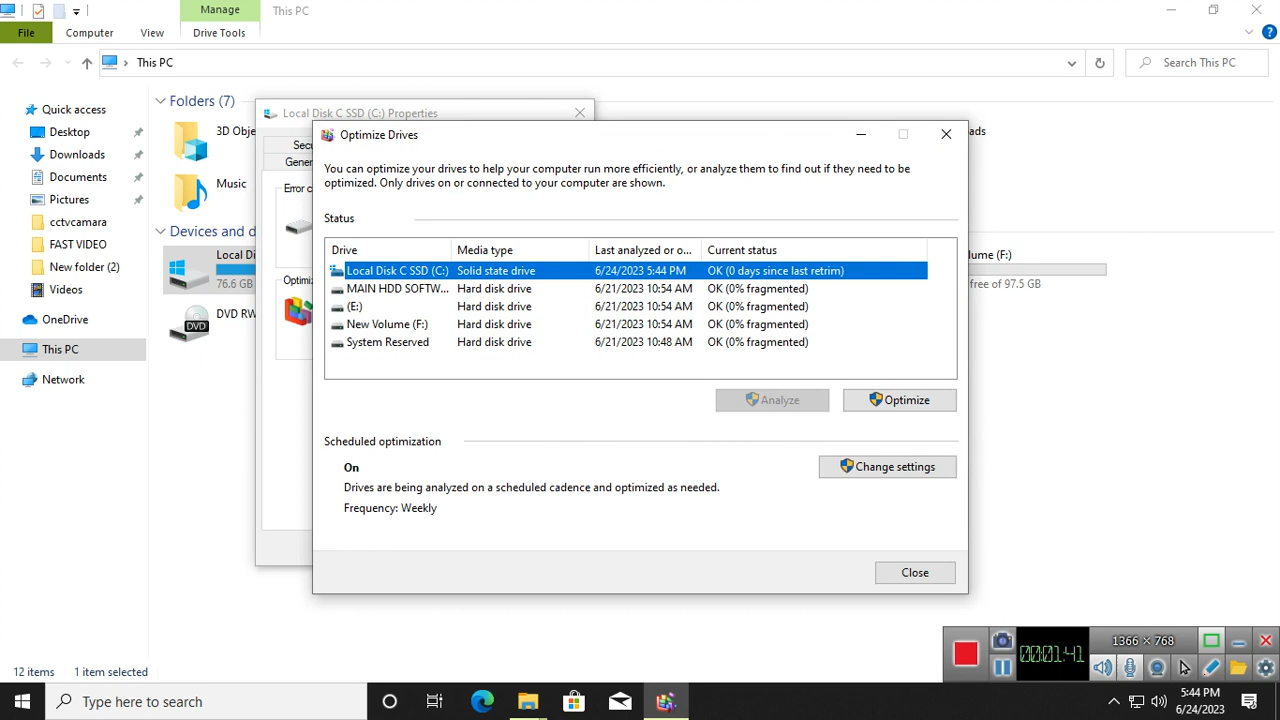 Manage
This PC
File
Computer
View
Drive Tools
This PC
Search This PC
Quick access
Desktop
Downloads
Documents
Pictures
cctvcamara
FAST VIDEO
New folder (2)
Videos
OneDrive
This PC
Network
Folders (7)
3D Obje
Music
ads
Devices and d
Local Di
76.6 GB
DVD
DVD RW
lume (F:)
free of 97.5 GB
Local Disk C SSD (C:) Properties
Secu
Gener
Error c
Optimiz
Optimize Drives
You can optimize your drives to help your computer run more efficiently, or analyze them to find out if they need to be
optimized. Only drives on or connected to your computer are shown.
Status
Drive Media type Last analyzed or o... Current status
Local Disk C SSD (C:) Solid state drive 6/24/2023 5:44 PM OK (0 days since last retrim)
MAIN HDD SOFTW... Hard disk drive 6/21/2023 10:54 AM OK (0% fragmented)
(E:) Hard disk drive 6/21/2023 10:54 AM OK (0% fragmented)
New Volume (F:) Hard disk drive 6/21/2023 10:54 AM OK (0% fragmented)
System Reserved Hard disk drive 6/21/2023 10:48 AM OK (0% fragmented)
Analyze
Optimize
Scheduled optimization
On
Change settings
Drives are being analyzed on a scheduled cadence and optimized as needed.
Frequency: Weekly
Close
1366 × 768
00:01:41
12 items 1 item selected
Type here to search
5:44 PM
6/24/2023